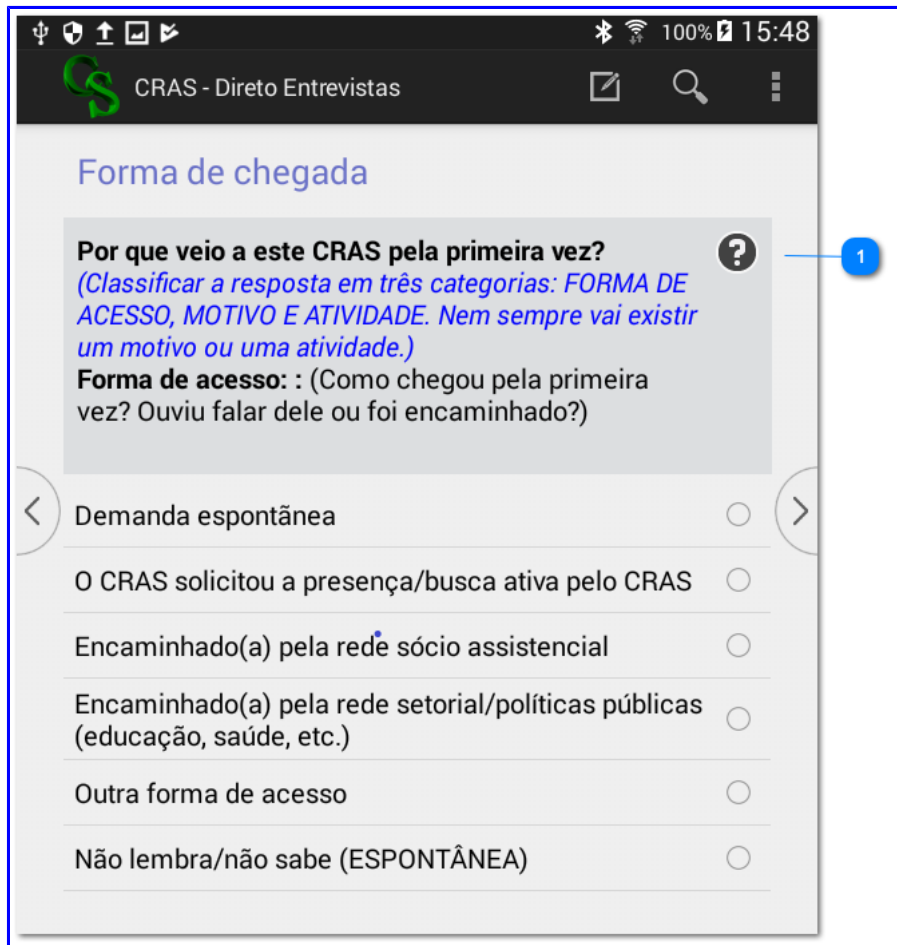 100% 15:48
CS CRAS - Direto Entrevistas
Forma de chegada
Por que veio a este CRAS pela primeira vez?
(Classificar a resposta em três categorias: FORMA DE
ACESSO, MOTIVO E ATIVIDADE. Nem sempre vai existir
um motivo ou uma atividade.)
Forma de acesso: : (Como chegou pela primeira
vez? Ouviu falar dele ou foi encaminhado?)
?
1
Demanda espontãnea
O CRAS solicitou a presença/busca ativa pelo CRAS
Encaminhado(a) pela rede sócio assistencial
Encaminhado(a) pela rede setorial/políticas públicas
(educação, saúde, etc.)
Outra forma de acesso
Não lembra/não sabe (ESPONTÂNEA)